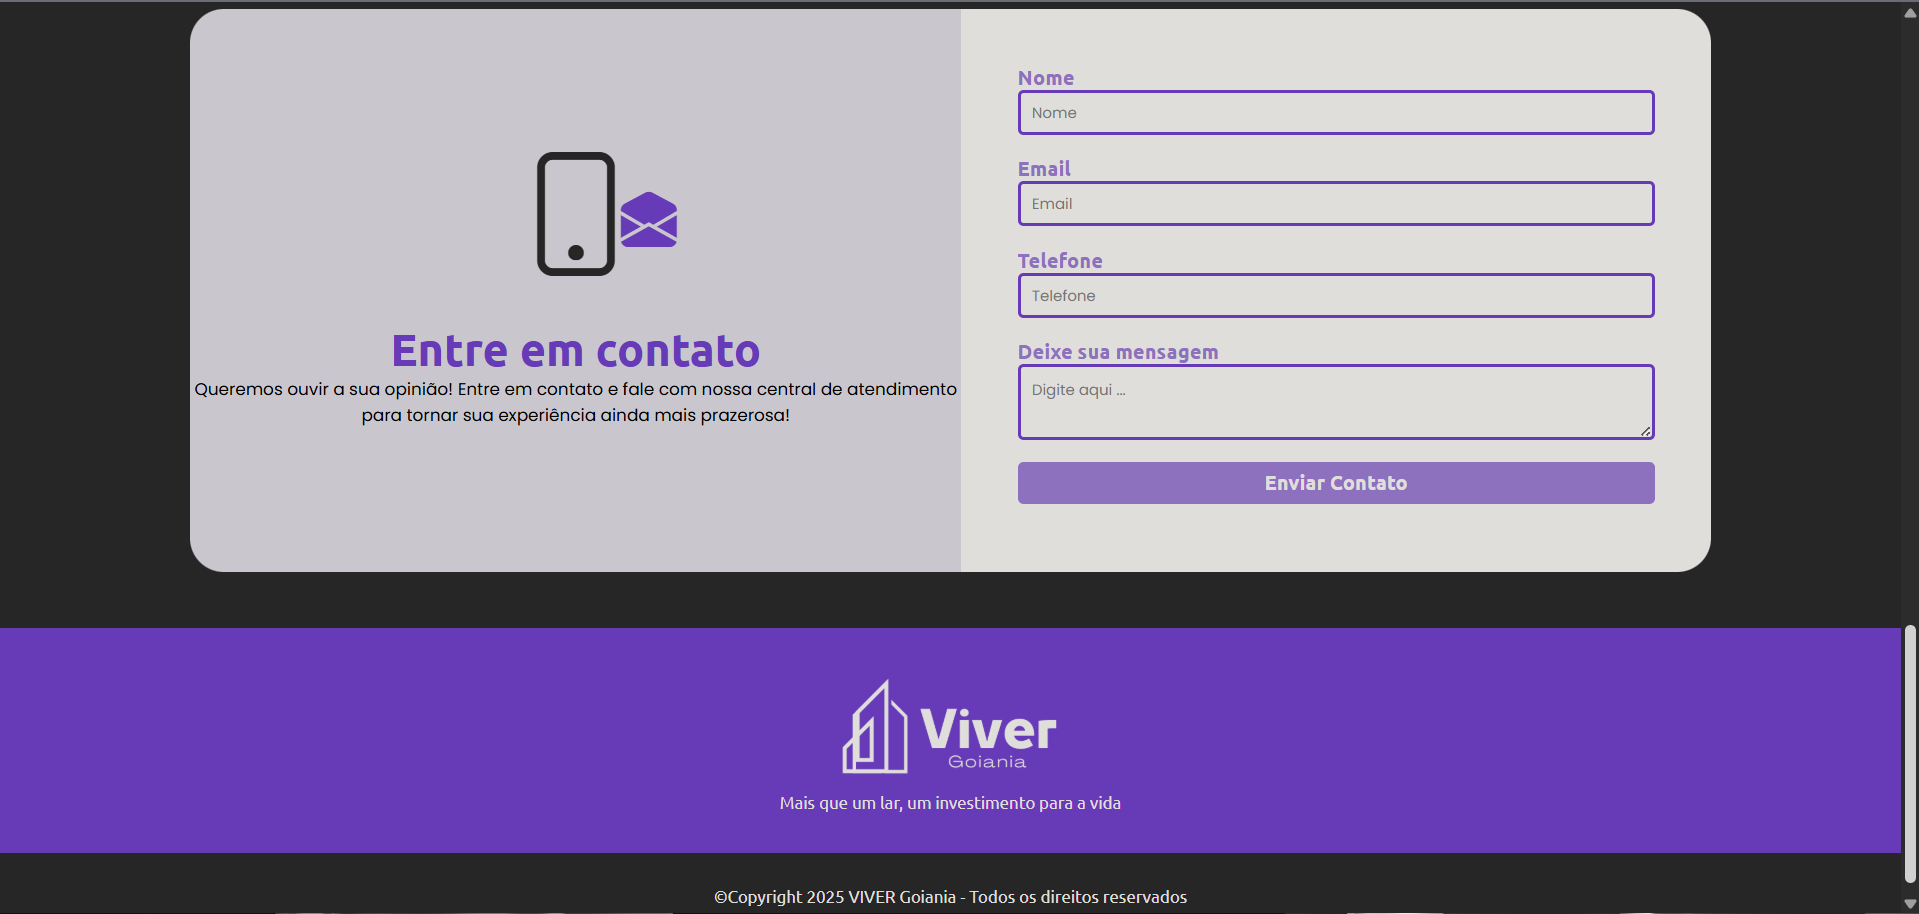 Entre em contato
Queremos ouvir a sua opinião! Entre em contato e fale com nossa central de atendimento
para tornar sua experiência ainda mais prazerosa!
Nome
Nome
Email
Email
Telefone
Telefone
Deixe sua mensagem
Digite aqui ...
Enviar Contato
Viver
Goiania
Mais que um lar, um investimento para a vida
©Copyright 2025 VIVER Goiania - Todos os direitos reservados